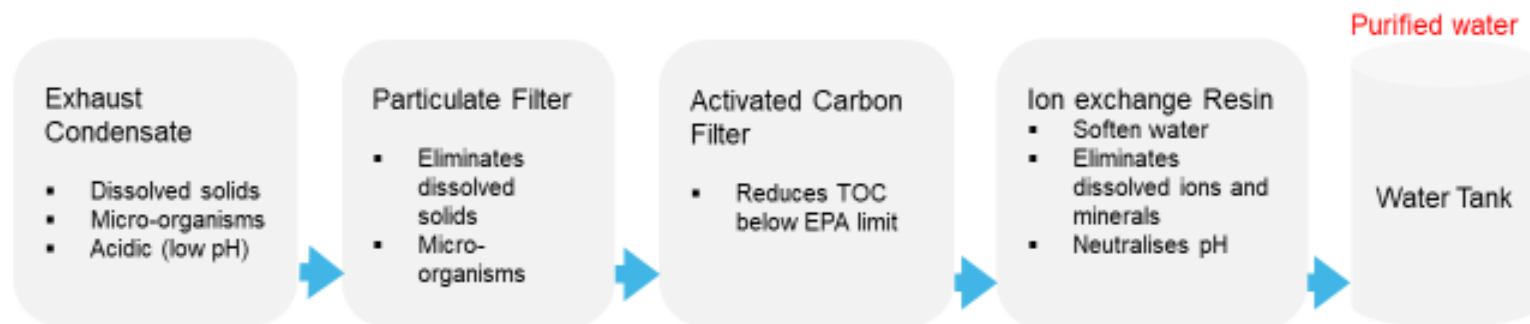 Exhaust
Condensate
▪ Dissolved solids
▪ Micro-organisms
▪ Acidic (low pH)
Particulate Filter
▪ Eliminates
dissolved
solids
▪ Micro-
organisms
Activated Carbon
Filter
▪ Reduces TOC
below EPA limit
Ion exchange Resin
▪ Soften water
▪ Eliminates
dissolved ions and
minerals
▪ Neutralises pH
Purified water
Water Tank